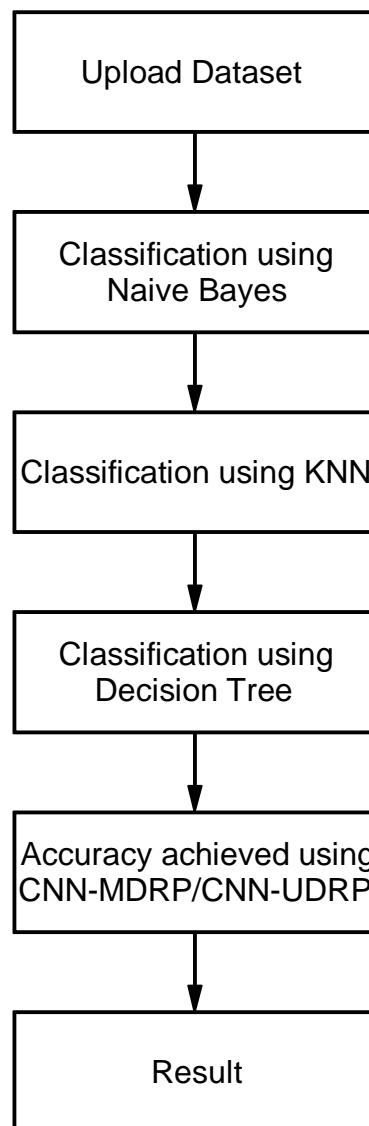 Upload Dataset
Classification using
Naive Bayes
Classification using KNN
Classification using
Decision Tree
Accuracy achieved using
CNN-MDRP/CNN-UDRP
Result